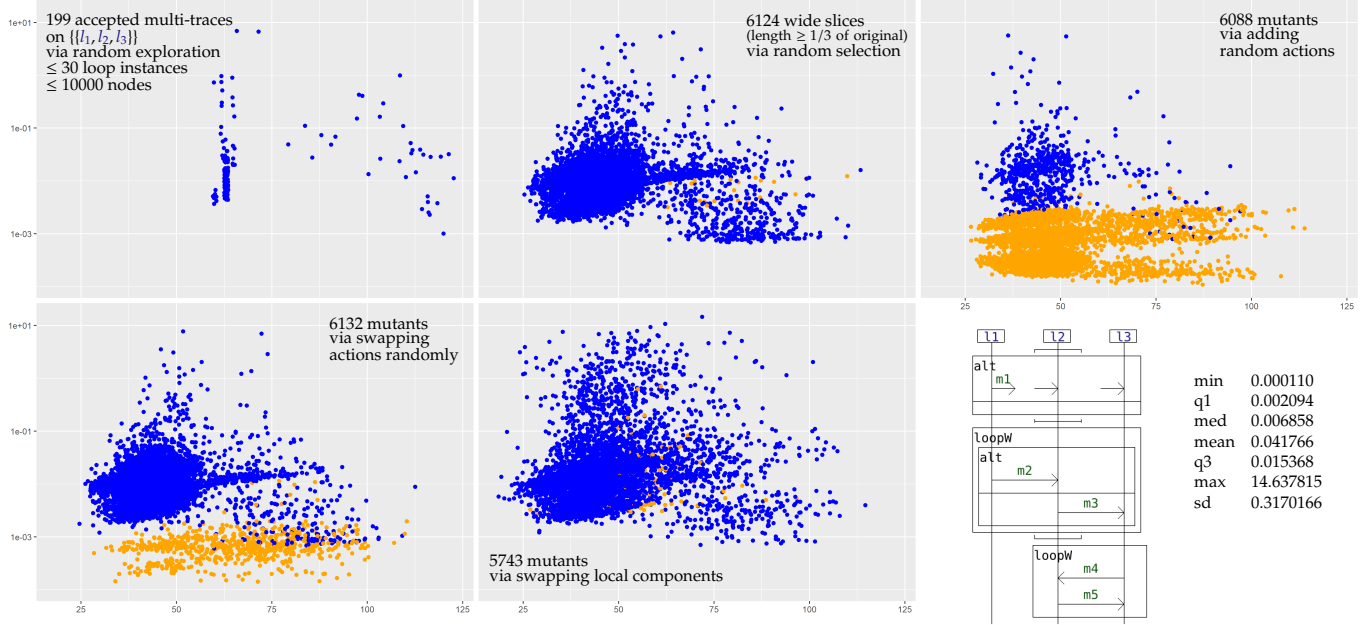 199 accepted multi-traces
on {{l₁, l₂, l₃}}
via random exploration
≤ 30 loop instances
≤ 10000 nodes
1e+01
1e-01
1e-03
6124 wide slices
(length ≥ 1/3 of original)
via random selection
6088 mutants
via adding
random actions
25 50 75 100 125
6132 mutants
via swapping
actions randomly
1e+01
1e-01
1e-03
25 50 75 100 125
5743 mutants
via swapping local components
25 50 75 100 125
l1 l2 l3
alt
m1
loopW
alt
m2
m3
loopW
m4
m5
min 0.000110
q1 0.002094
med 0.006858
mean 0.041766
q3 0.015368
max 14.637815
sd 0.3170166